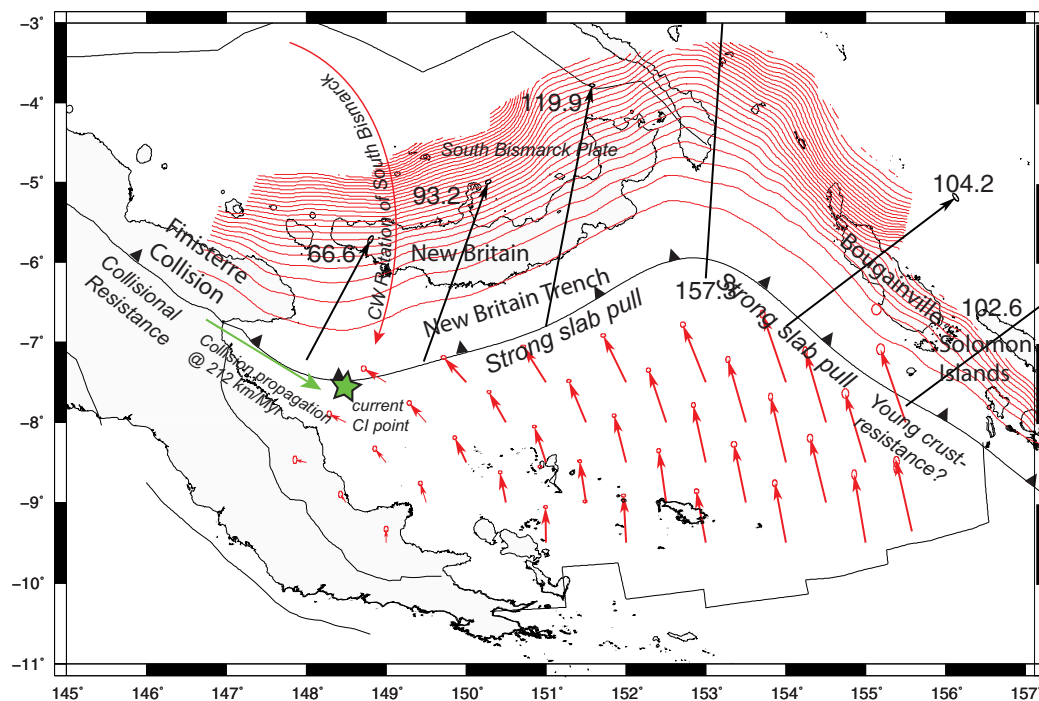 −3˚
−4˚
−5˚
−6˚
−7˚
−8˚
−9˚
−10˚
−11˚
145˚
146˚
147˚
148˚
149˚
150˚
151˚
152˚
153˚
154˚
155˚
156˚
157˚
CW Rotation of South Bismarck
119.9
South Bismarck Plate
93.2
104.2
66.6
New Britain
Finisterre
Collision
Collisional
Resistance
New Britain Trench
Strong slab pull
157.3
Strong slab pull
Bougainville
102.6
Solomon
Islands
Collision propagation
@ 212 km/Myr
current
CI point
Young crust-
resistance?